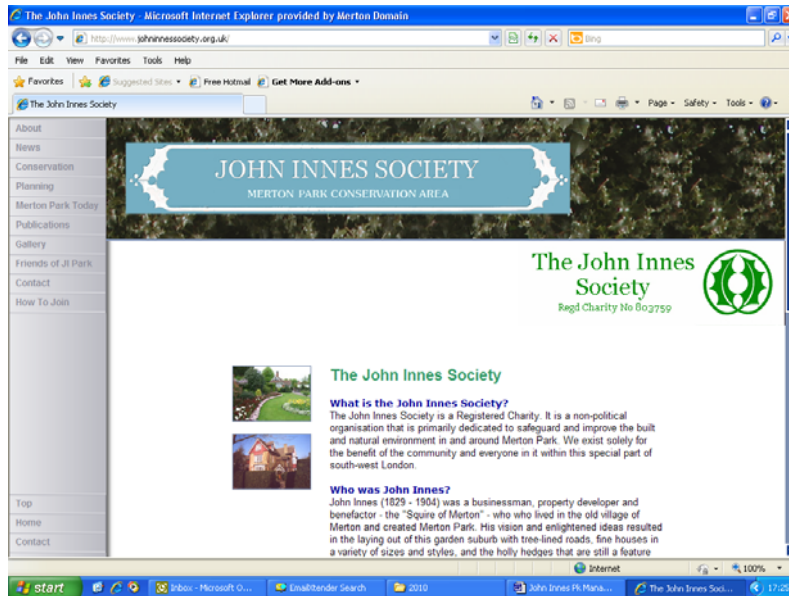 The John Innes Society - Microsoft Internet Explorer provided by Merton Domain
http://www.johninnessociety.org.uk/
Bing
File Edit View Favorites Tools Help
Favorites Suggested Sites Free Hotmail Get More Add-ons
The John Innes Society
Page Safety Tools
About
News
Conservation
Planning
Merton Park Today
Publications
Gallery
Friends of JI Park
Contact
How To Join
JOHN INNES SOCIETY
MERTON PARK CONSERVATION AREA
The John Innes
Society
Regd Charity No 803759
The John Innes Society
What is the John Innes Society?
The John Innes Society is a Registered Charity. It is a non-political
organisation that is primarily dedicated to safeguard and improve the built
and natural environment in and around Merton Park. We exist solely for
the benefit of the community and everyone in it within this special part of
south-west London.
Who was John Innes?
John Innes (1829 - 1904) was a businessman, property developer and
benefactor - the "Squire of Merton" - who who lived in the old village of
Merton and created Merton Park. His vision and enlightened ideas resulted
in the laying out of this garden suburb with tree-lined roads, fine houses in
a variety of sizes and styles, and the holly hedges that are still a feature
Top
Home
Contact
Internet 100%
start Inbox - Microsoft O... Email/tender Search 2010 John Innes Pk Mana... The John Innes Soci... 17:25